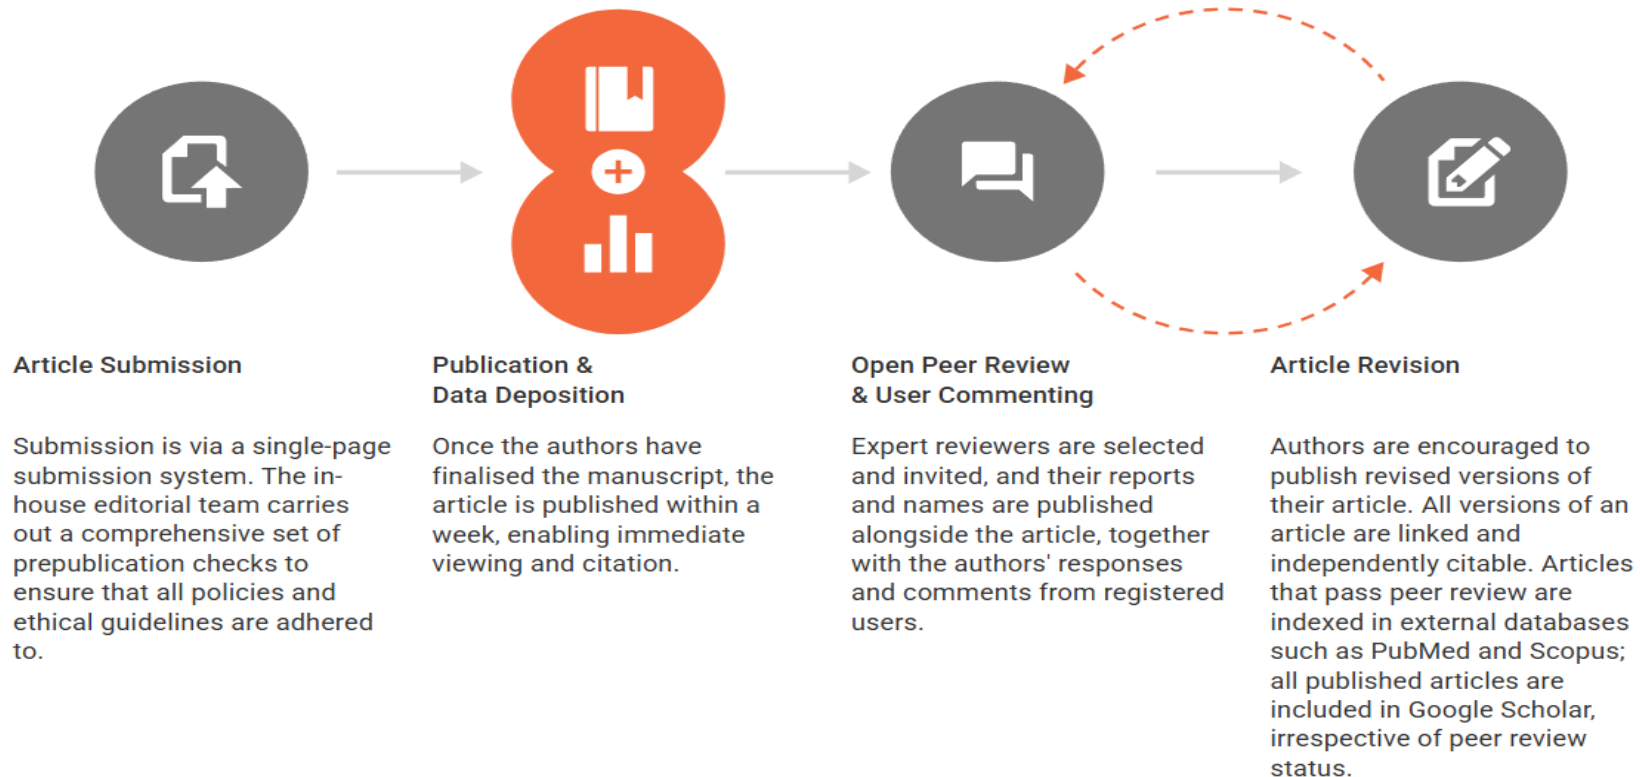 Article Submission
Submission is via a single-page
submission system. The in-
house editorial team carries
out a comprehensive set of
prepublication checks to
ensure that all policies and
ethical guidelines are adhered
to.
Publication &
Data Deposition
Once the authors have
finalised the manuscript, the
article is published within a
week, enabling immediate
viewing and citation.
Open Peer Review
& User Commenting
Expert reviewers are selected
and invited, and their reports
and names are published
alongside the article, together
with the authors' responses
and comments from registered
users.
Article Revision
Authors are encouraged to
publish revised versions of
their article. All versions of an
article are linked and
independently citable. Articles
that pass peer review are
indexed in external databases
such as PubMed and Scopus;
all published articles are
included in Google Scholar,
irrespective of peer review
status.